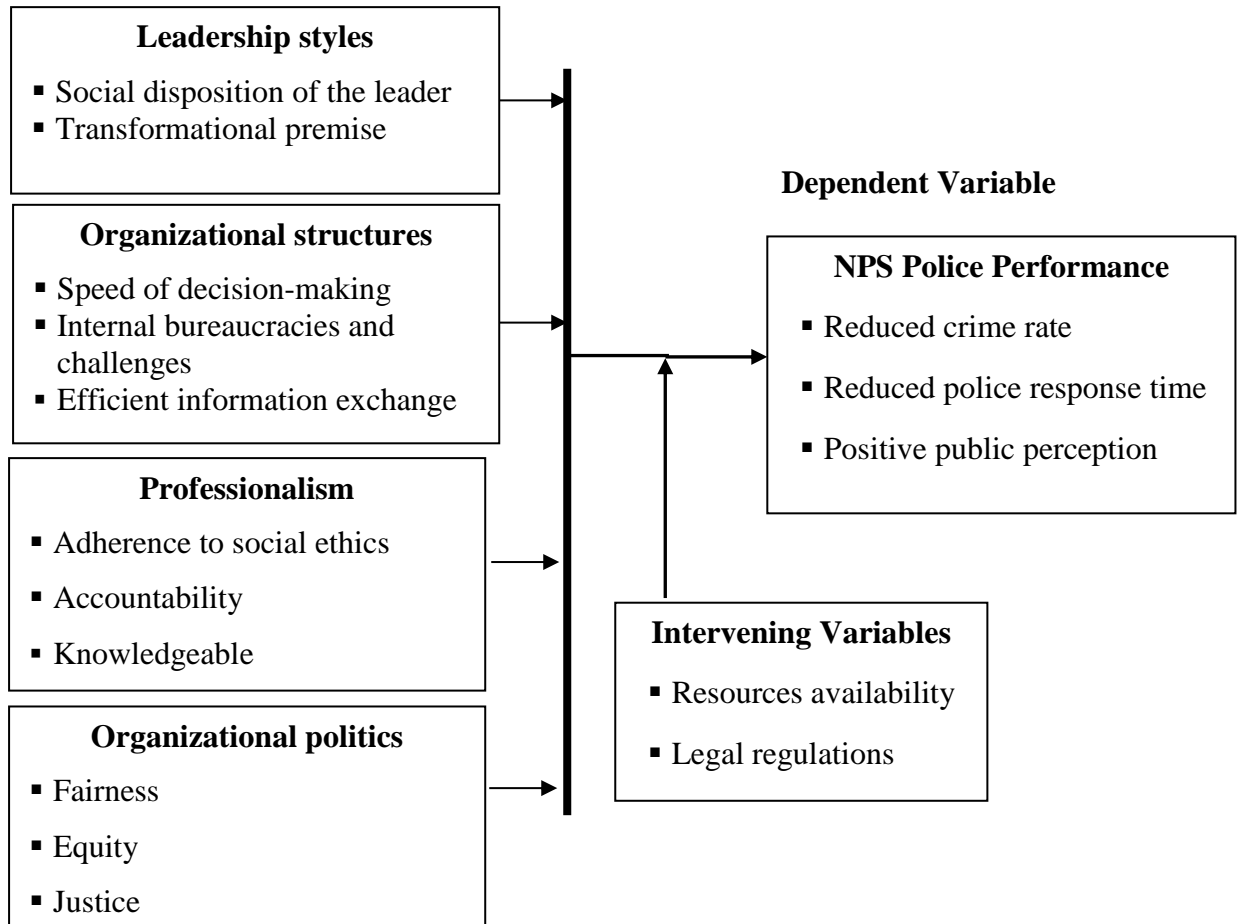 Leadership styles
▪ Social disposition of the leader
▪ Transformational premise
Organizational structures
▪ Speed of decision-making
▪ Internal bureaucracies and
challenges
▪ Efficient information exchange
Professionalism
▪ Adherence to social ethics
▪ Accountability
▪ Knowledgeable
Organizational politics
▪ Fairness
▪ Equity
▪ Justice
Dependent Variable
NPS Police Performance
▪ Reduced crime rate
▪ Reduced police response time
▪ Positive public perception
Intervening Variables
▪ Resources availability
▪ Legal regulations